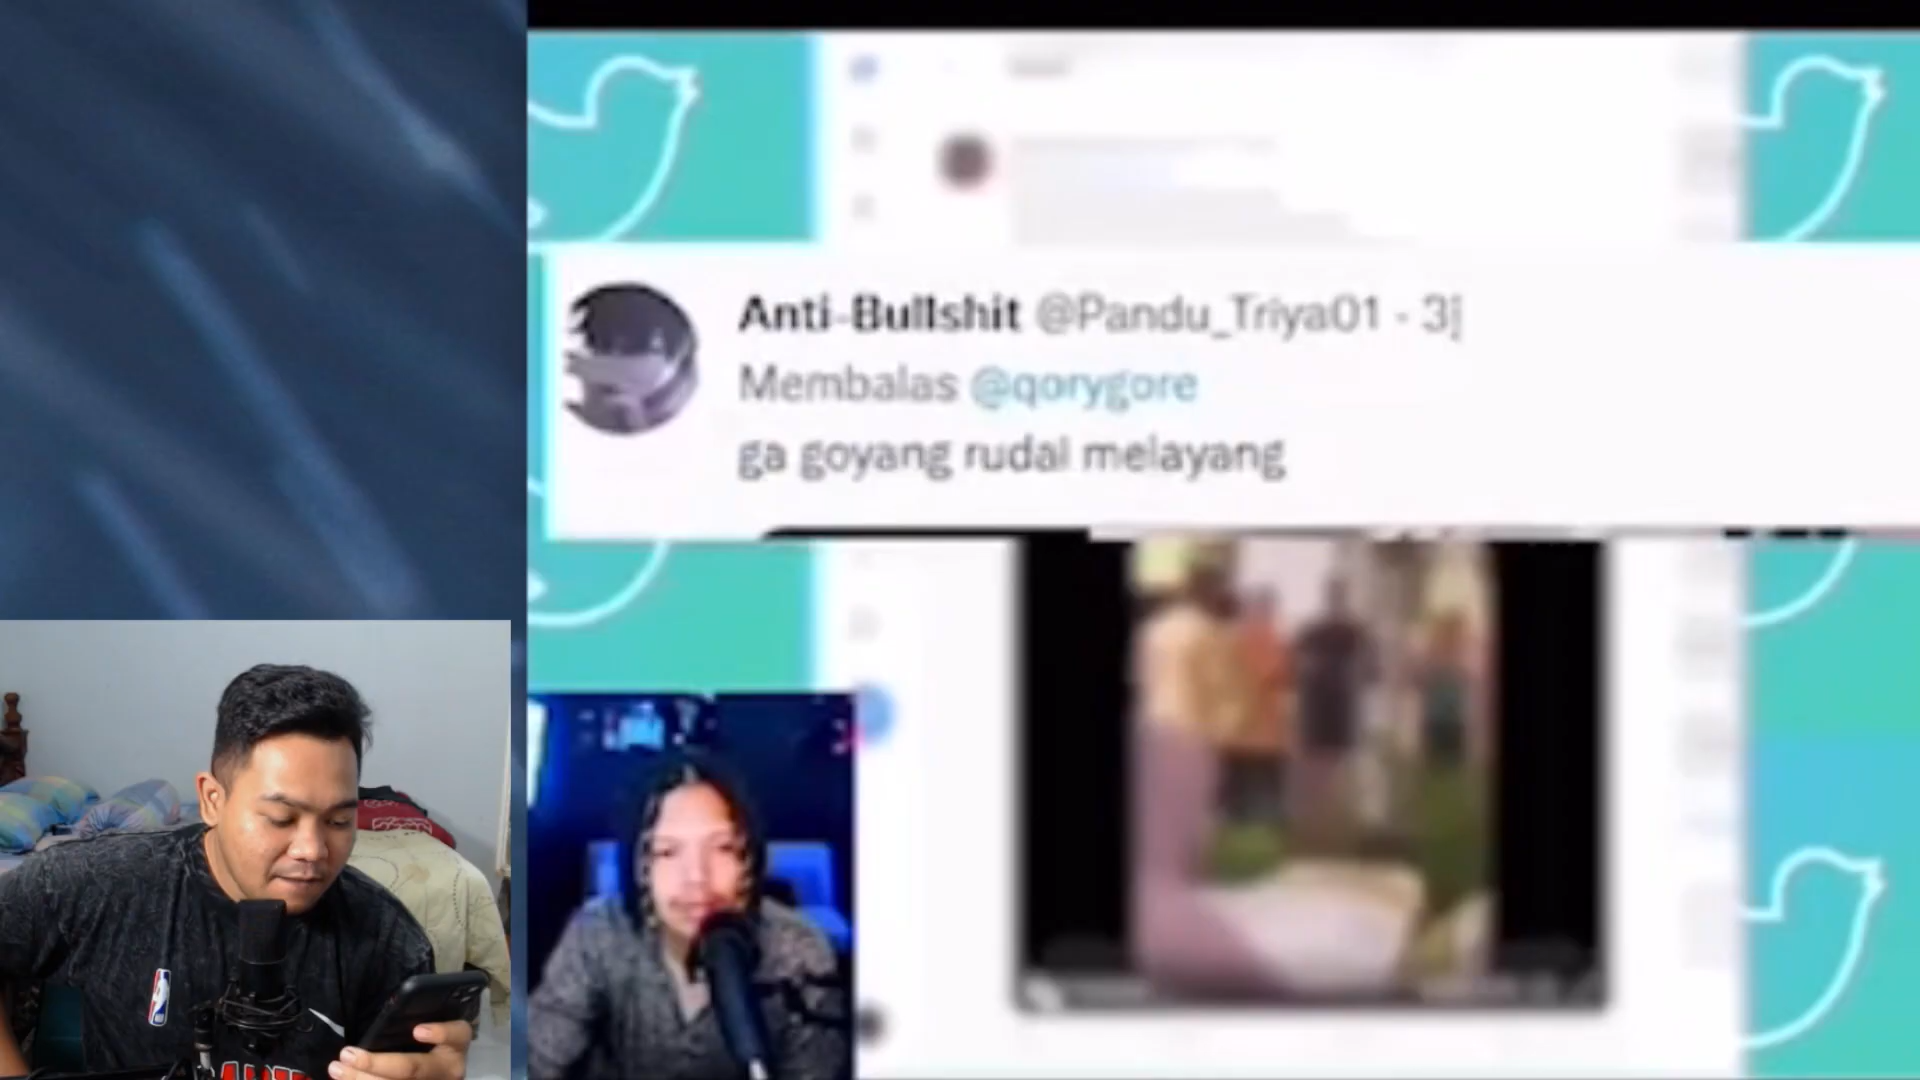 Anti-Bullshit @Pandu_Triya01 · 3j
Membalas @qorygore
ga goyang rudal melayang